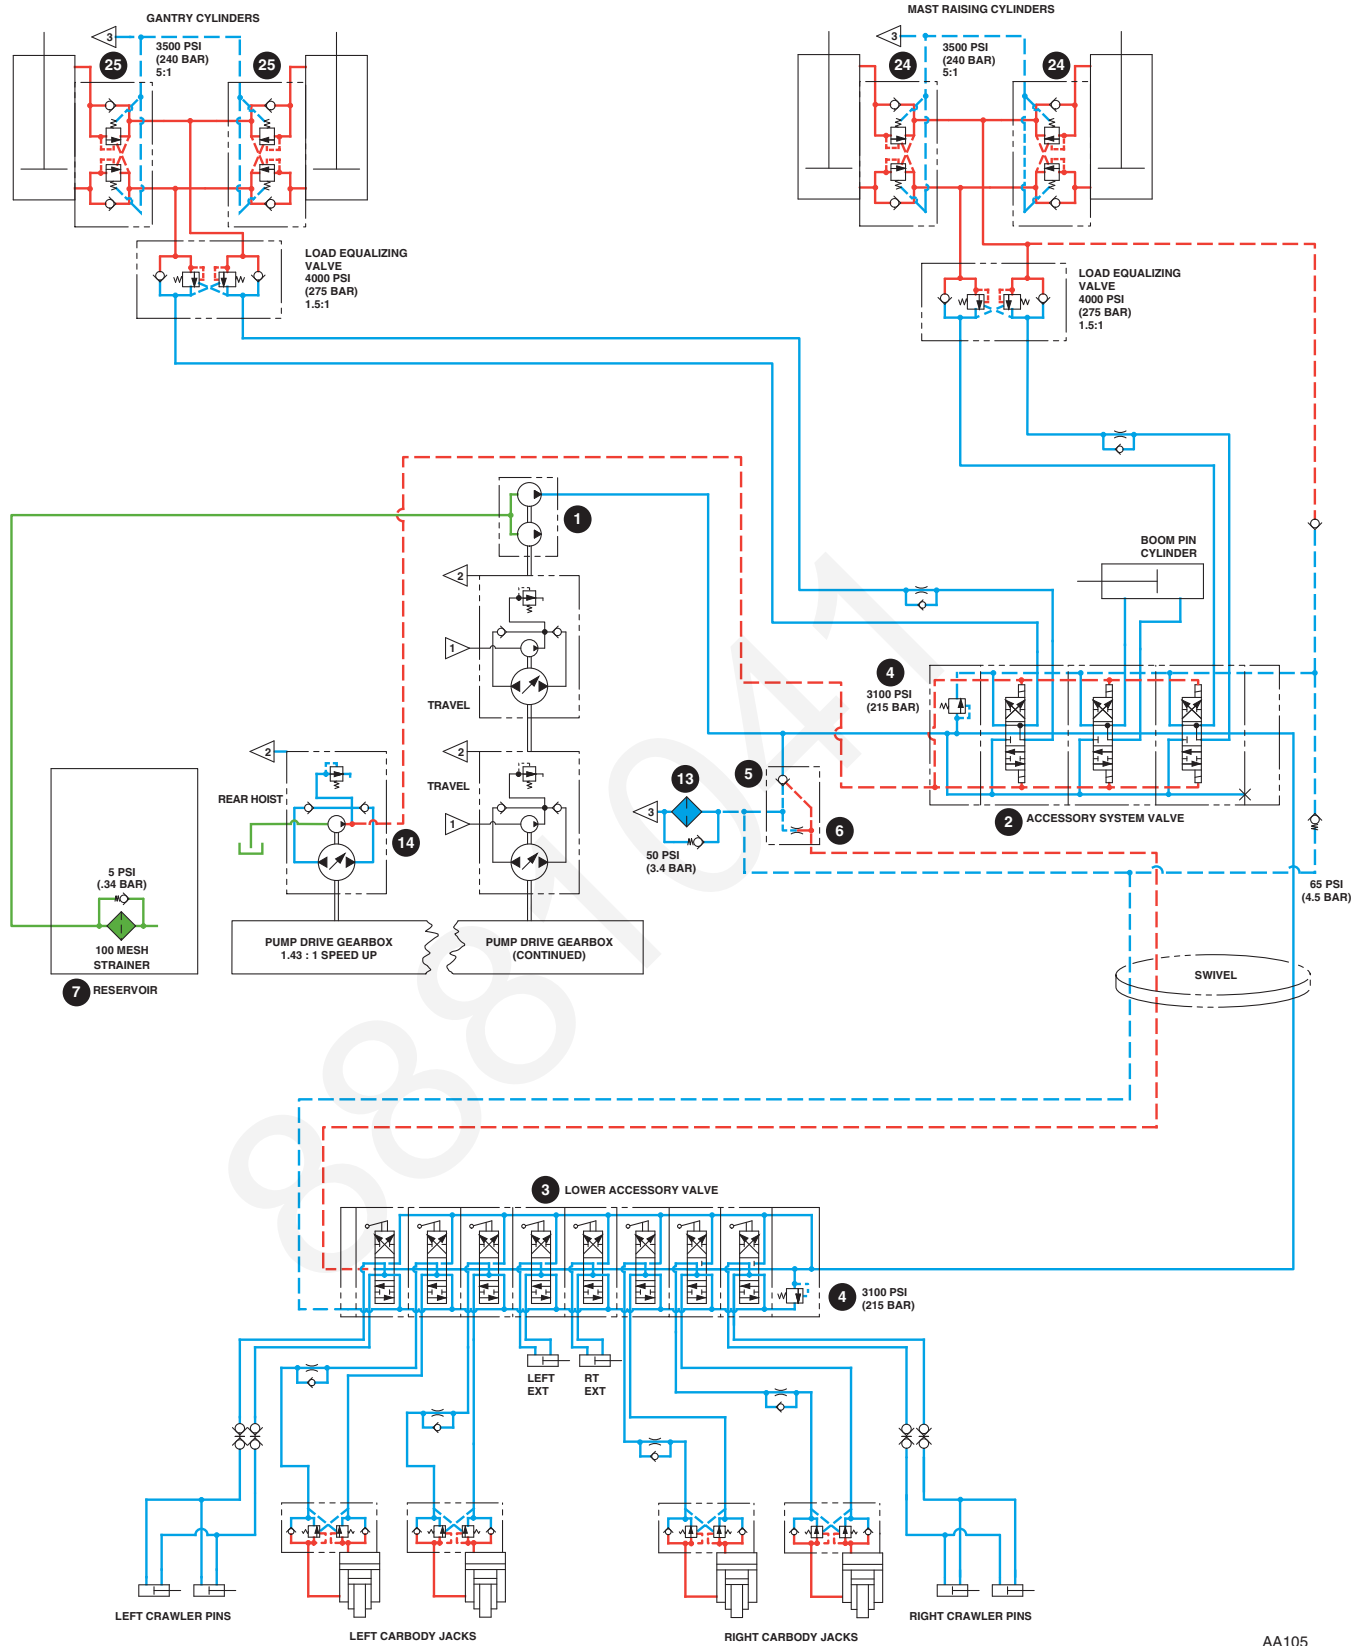 GANTRY CYLINDERS
3
3500 PSI
(240 BAR)
5:1
25
25
LOAD EQUALIZING
VALVE
4000 PSI
(275 BAR)
1.5:1
MAST RAISING CYLINDERS
3
3500 PSI
(240 BAR)
5:1
24
24
LOAD EQUALIZING
VALVE
4000 PSI
(275 BAR)
1.5:1
1
2
1
TRAVEL
BOOM PIN
CYLINDER
4
3100 PSI
(215 BAR)
2
REAR HOIST
2
TRAVEL
1
14
3
13
50 PSI
(3.4 BAR)
5
6
2 ACCESSORY SYSTEM VALVE
65 PSI
(4.5 BAR)
5 PSI
(.34 BAR)
100 MESH
STRAINER
7 RESERVOIR
PUMP DRIVE GEARBOX
1.43 : 1 SPEED UP
PUMP DRIVE GEARBOX
(CONTINUED)
SWIVEL
8881041
3 LOWER ACCESSORY VALVE
4
3100 PSI
(215 BAR)
LEFT
EXT
RT
EXT
LEFT CRAWLER PINS
LEFT CARBODY JACKS
RIGHT CARBODY JACKS
RIGHT CRAWLER PINS
AA105